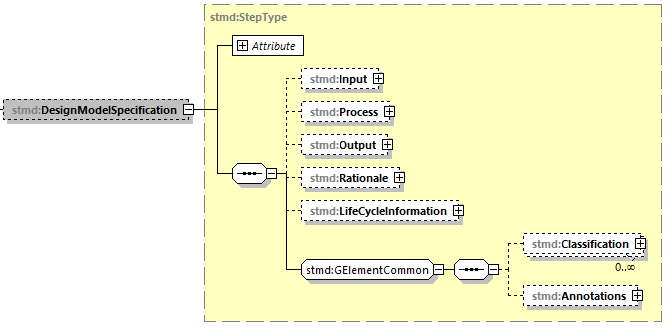 stmd:StepType
Attribute
stmd:Input
stmd:Process
stmd:DesignModelSpecification
stmd:Output
stmd:Rationale
stmd:LifeCycleInformation
stmd:Classification
0..∞
stmd:GElementCommon
stmd:Annotations